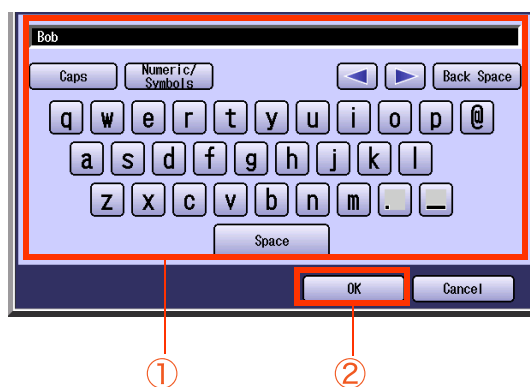 Bob
Caps Numeric/ Back Space
Symbols
q w e r t y u i o p @
a s d f g h j k l
z x c v b n m . _
Space
OK Cancel
① ②